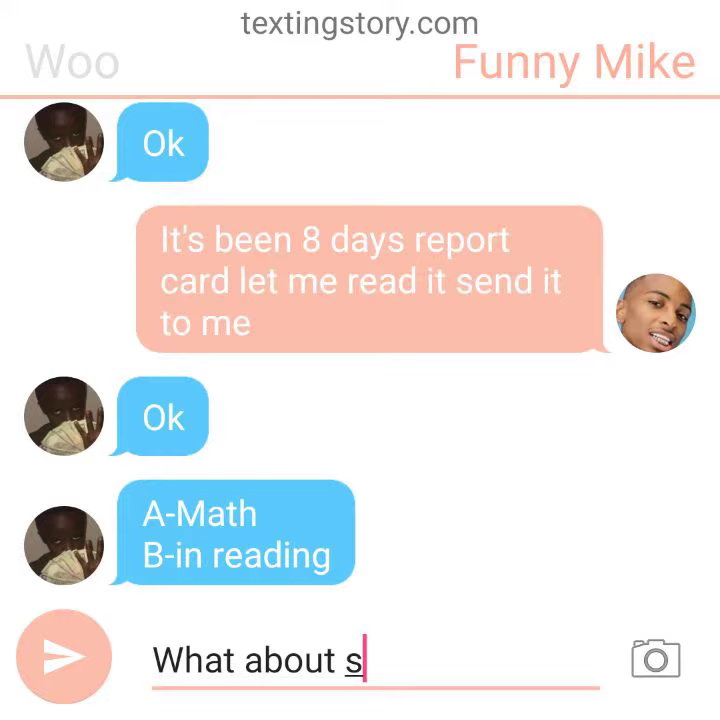 textingstory.com
Woo
Funny Mike
Ok
It's been 8 days report
card let me read it send it
to me
Ok
A-Math
B-in reading
What about s